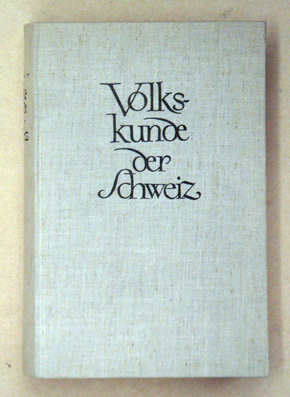 Volks-
kunde
der
Schweiz